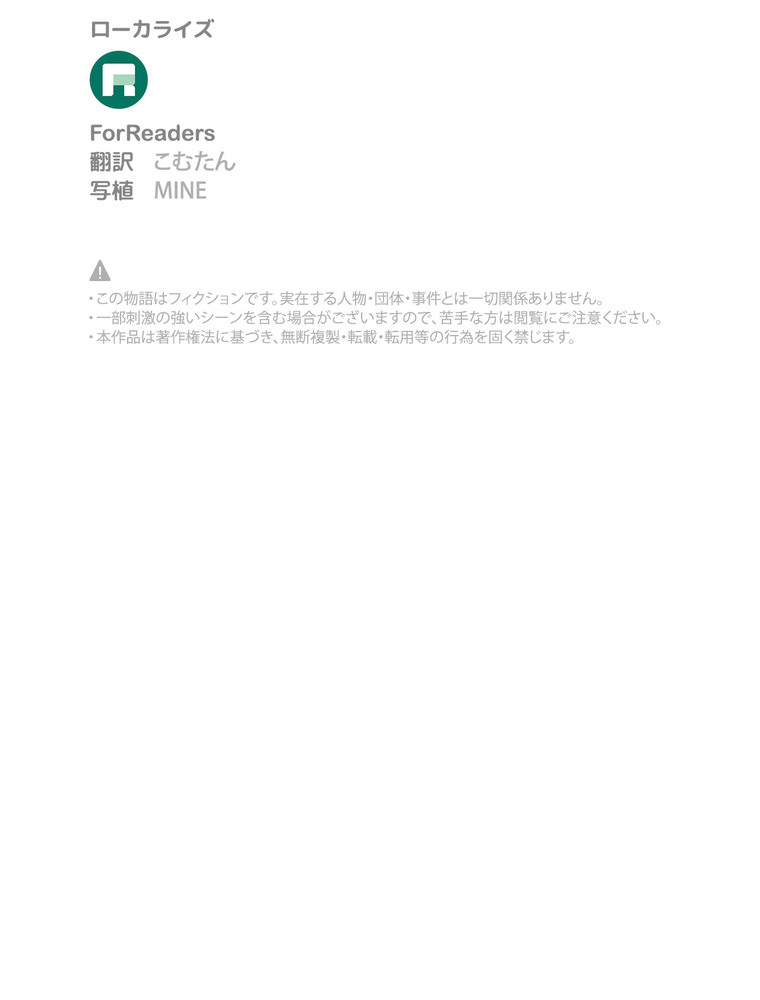 ローカライズ
ForReaders
翻訳 こむたん
写植 MINE
・この物語はフィクションです。実在する人物・団体・事件とは一切関係ありません。
・一部刺激の強いシーンを含む場合がございますので、苦手な方は閲覧にご注意ください。
・本作品は著作権法に基づき、無断複製・転載・転用等の行為を固く禁じます。